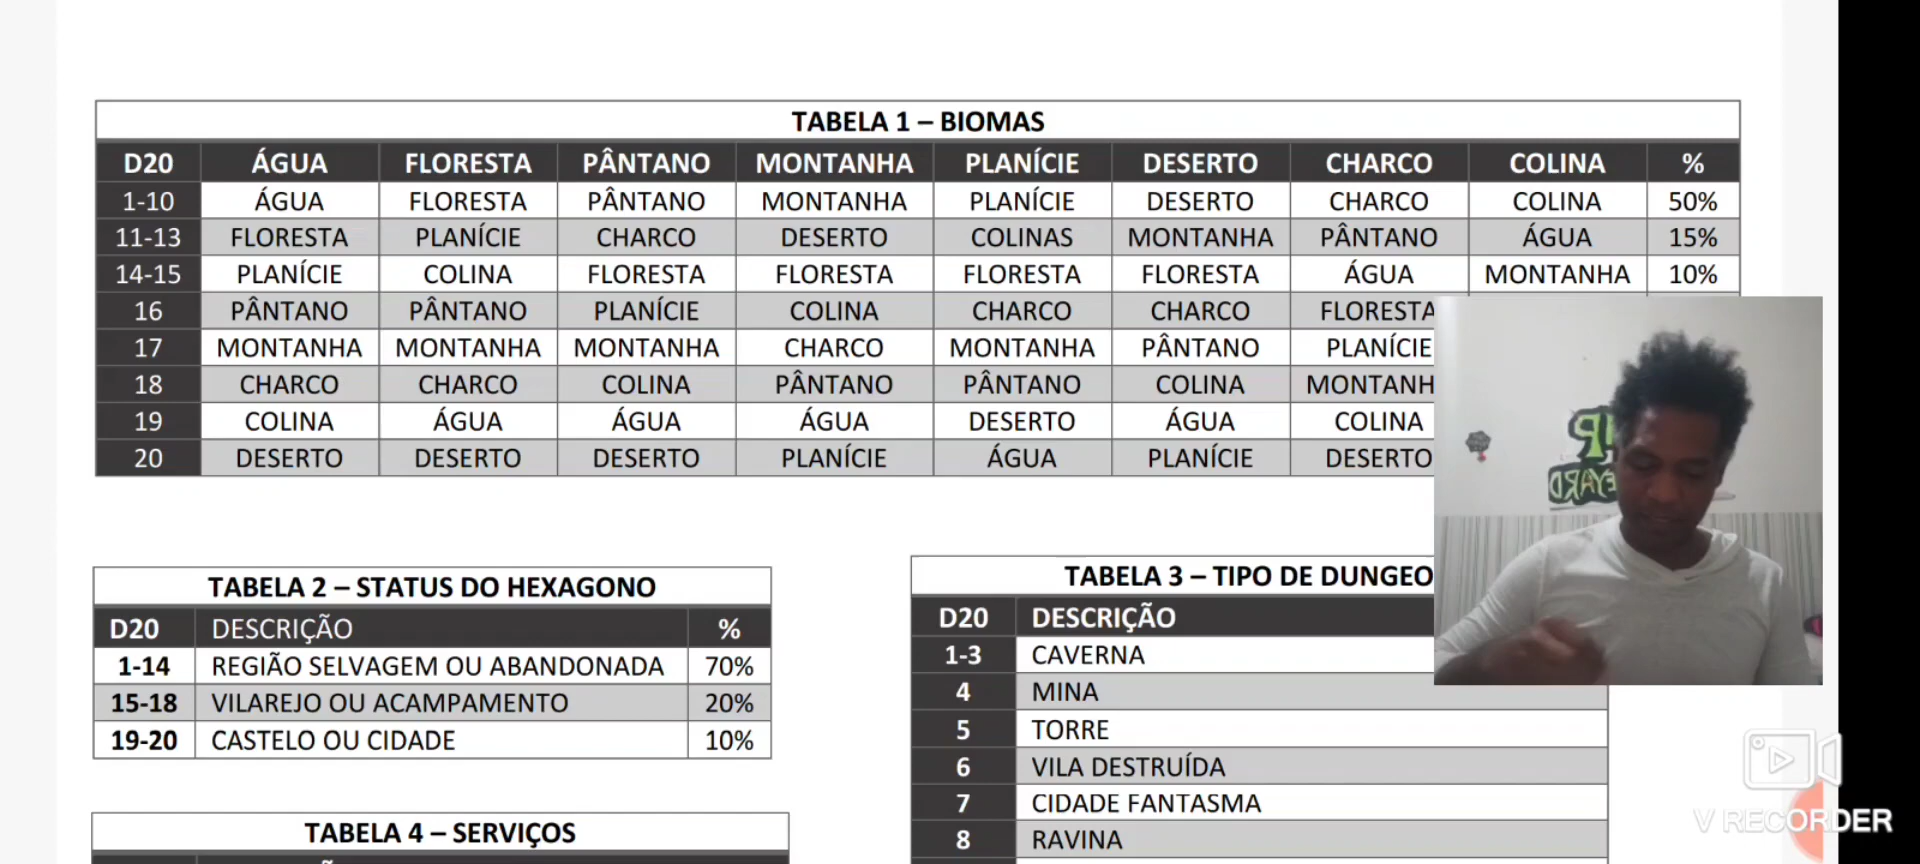 TABELA 1 – BIOMAS
D20 ÁGUA FLORESTA PÂNTANO MONTANHA PLANÍCIE DESERTO CHARCO COLINA %
1-10 ÁGUA FLORESTA PÂNTANO MONTANHA PLANÍCIE DESERTO CHARCO COLINA 50%
11-13 FLORESTA PLANÍCIE CHARCO DESERTO COLINAS MONTANHA PÂNTANO ÁGUA 15%
14-15 PLANÍCIE COLINA FLORESTA FLORESTA FLORESTA FLORESTA ÁGUA MONTANHA 10%
16 PÂNTANO PÂNTANO PLANÍCIE COLINA CHARCO CHARCO FLORESTA
17 MONTANHA MONTANHA MONTANHA CHARCO MONTANHA PÂNTANO PLANÍCIE
18 CHARCO CHARCO COLINA PÂNTANO PÂNTANO COLINA MONTANH
19 COLINA ÁGUA ÁGUA ÁGUA DESERTO ÁGUA COLINA
20 DESERTO DESERTO DESERTO PLANÍCIE ÁGUA PLANÍCIE DESERTO
TABELA 2 – STATUS DO HEXAGONO
D20 DESCRIÇÃO %
1-14 REGIÃO SELVAGEM OU ABANDONADA 70%
15-18 VILAREJO OU ACAMPAMENTO 20%
19-20 CASTELO OU CIDADE 10%
TABELA 3 – TIPO DE DUNGEO
D20 DESCRIÇÃO
1-3 CAVERNA
4 MINA
5 TORRE
6 VILA DESTRUÍDA
7 CIDADE FANTASMA
8 RAVINA
TABELA 4 – SERVIÇOS
V RECORDER